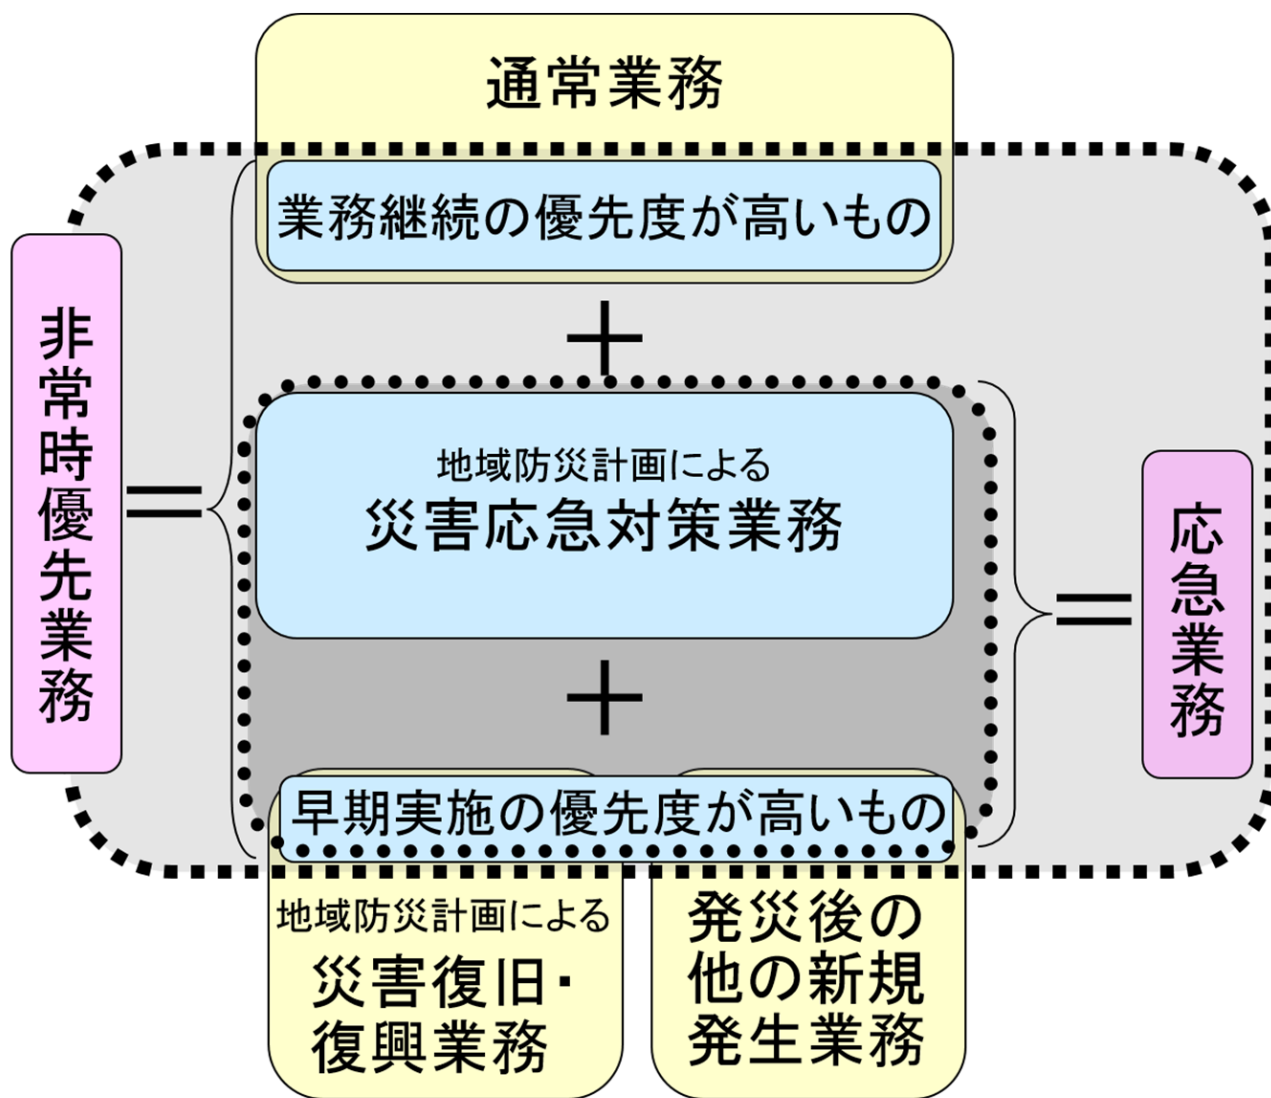 通常業務
業務継続の優先度が高いもの
＋
非常時優先業務
＝
地域防災計画による
災害応急対策業務
＝
応急業務
＋
早期実施の優先度が高いもの
地域防災計画による
災害復旧・
復興業務
発災後の
他の新規
発生業務